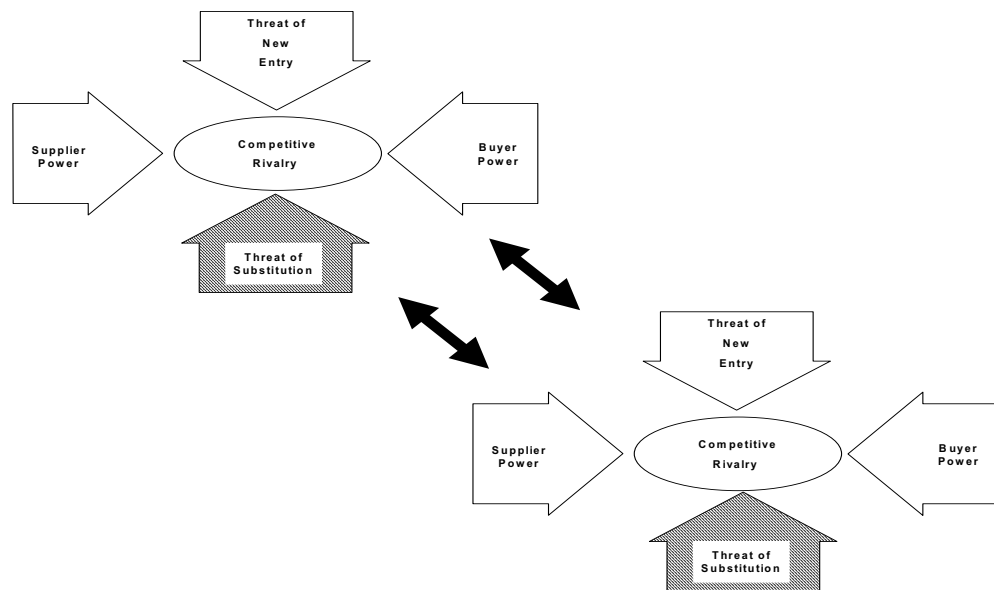 Threat of
New
Entry
Supplier
Power
Competitive
Rivalry
Buyer
Power
Threat of
Substitution
Threat of
New
Entry
Supplier
Power
Competitive
Rivalry
Buyer
Power
Threat of
Substitution